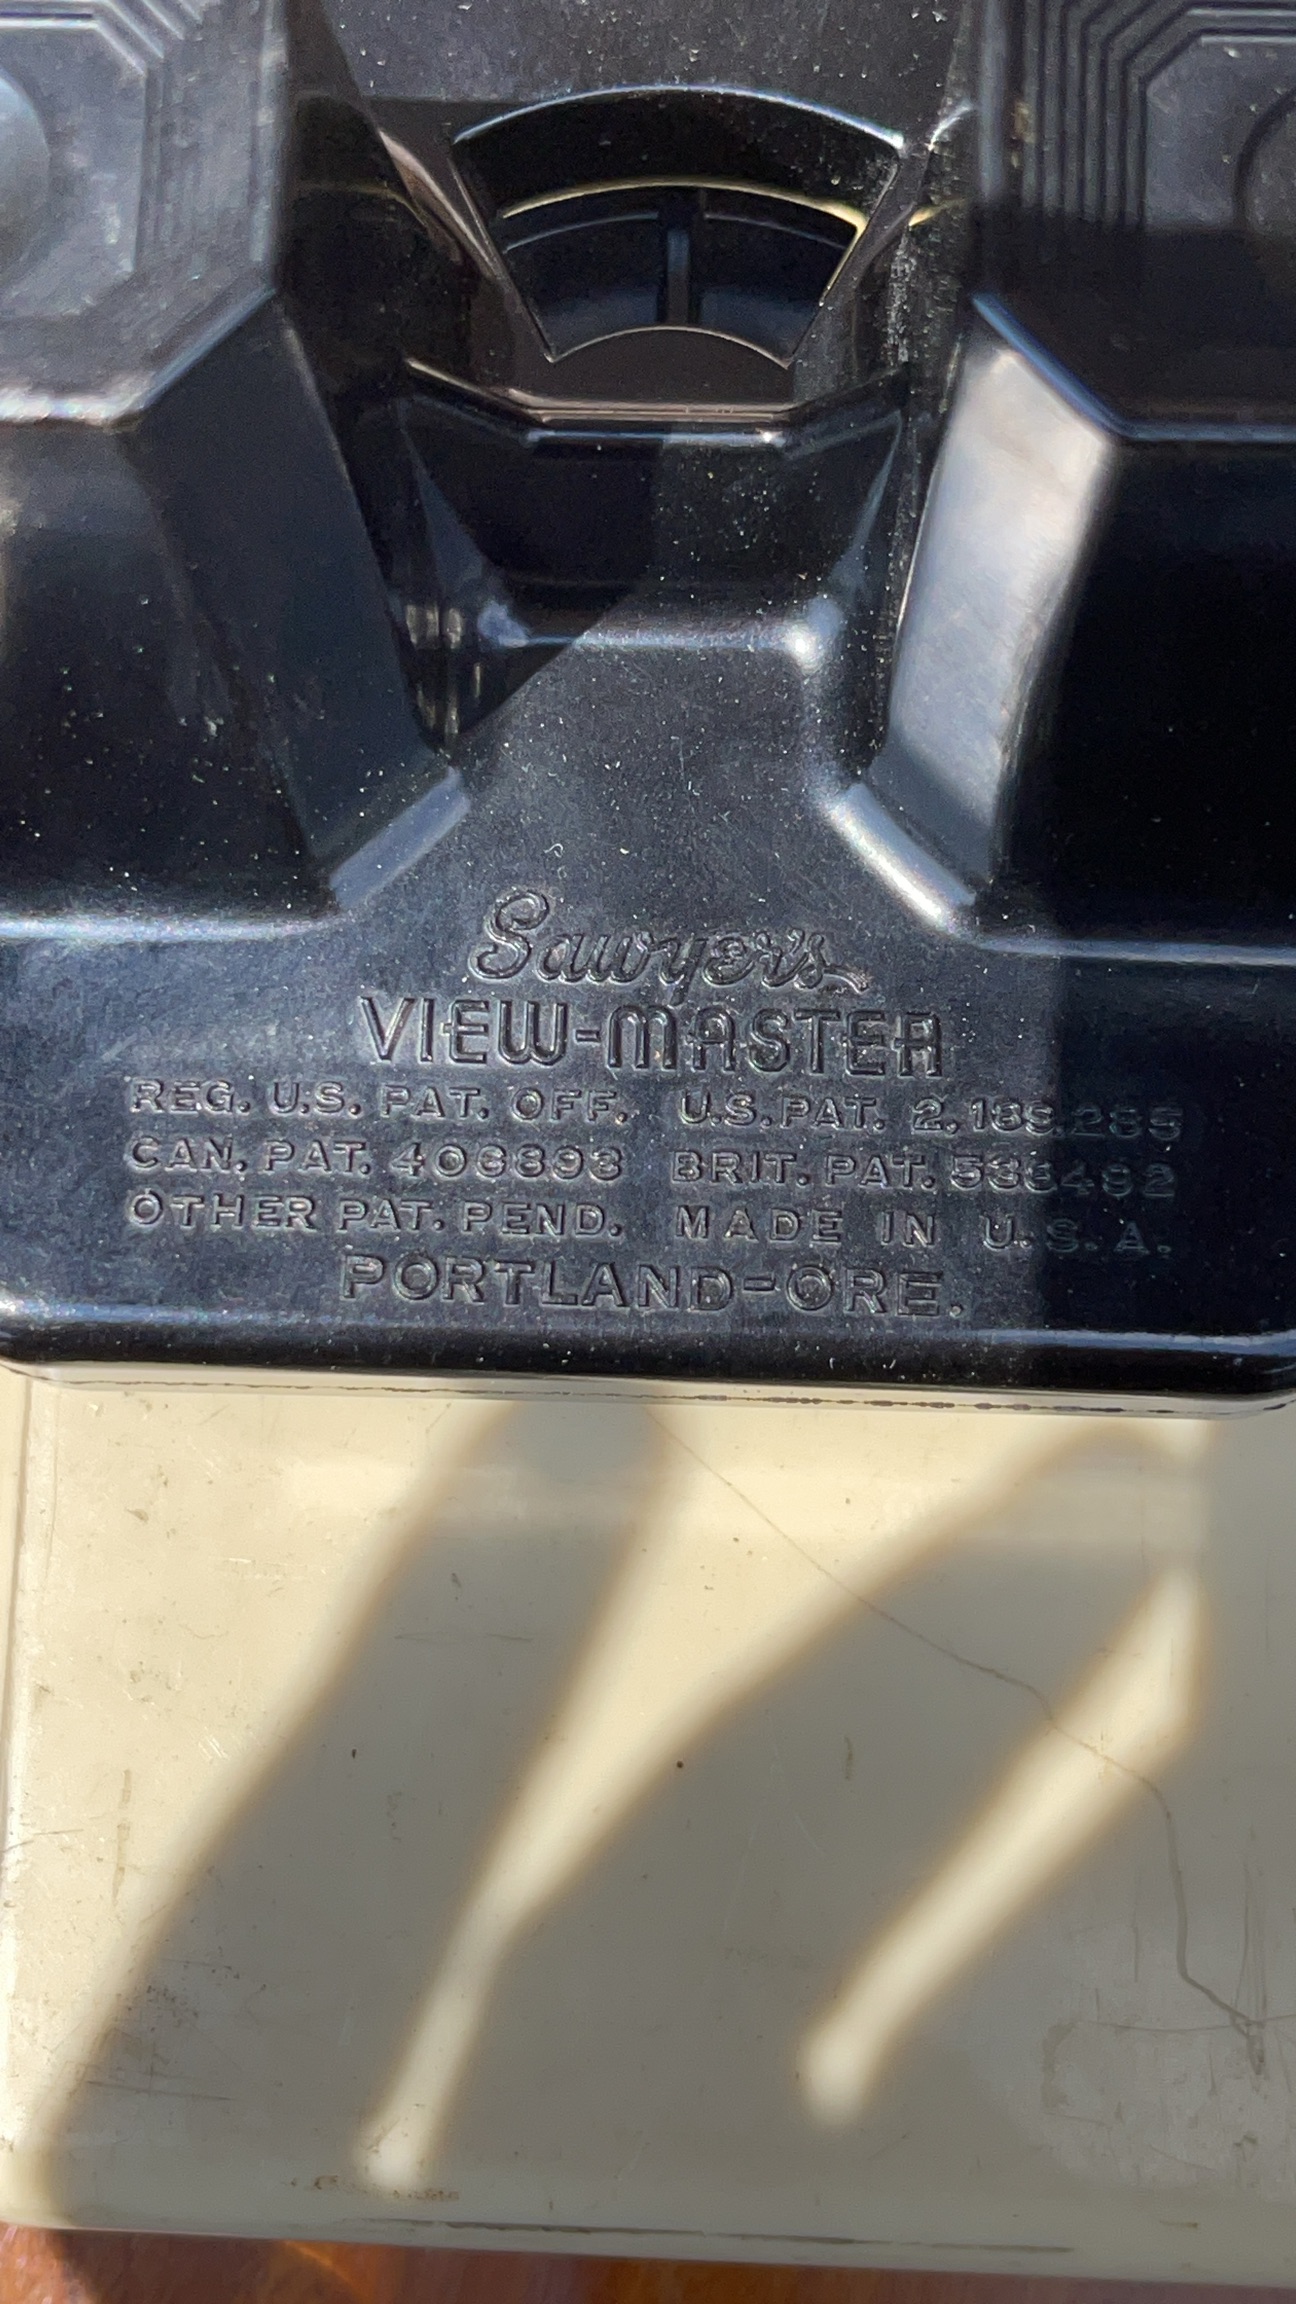 Sawyer's
VIEW-MASTER
REG. U.S. PAT. OFF. U.S. PAT. 2,189,285
CAN. PAT. 406893 BRIT. PAT. 536492
OTHER PAT. PEND. MADE IN U.S.A.
PORTLAND-ORE.